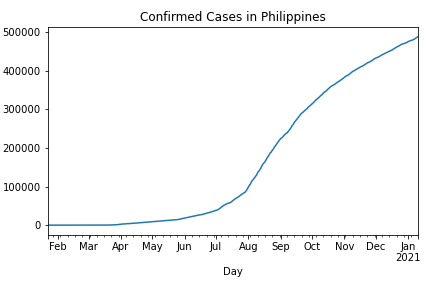 Confirmed Cases in Philippines
500000
400000
300000
200000
100000
0
Feb Mar Apr May Jun Jul Aug Sep Oct Nov Dec Jan
2021
Day